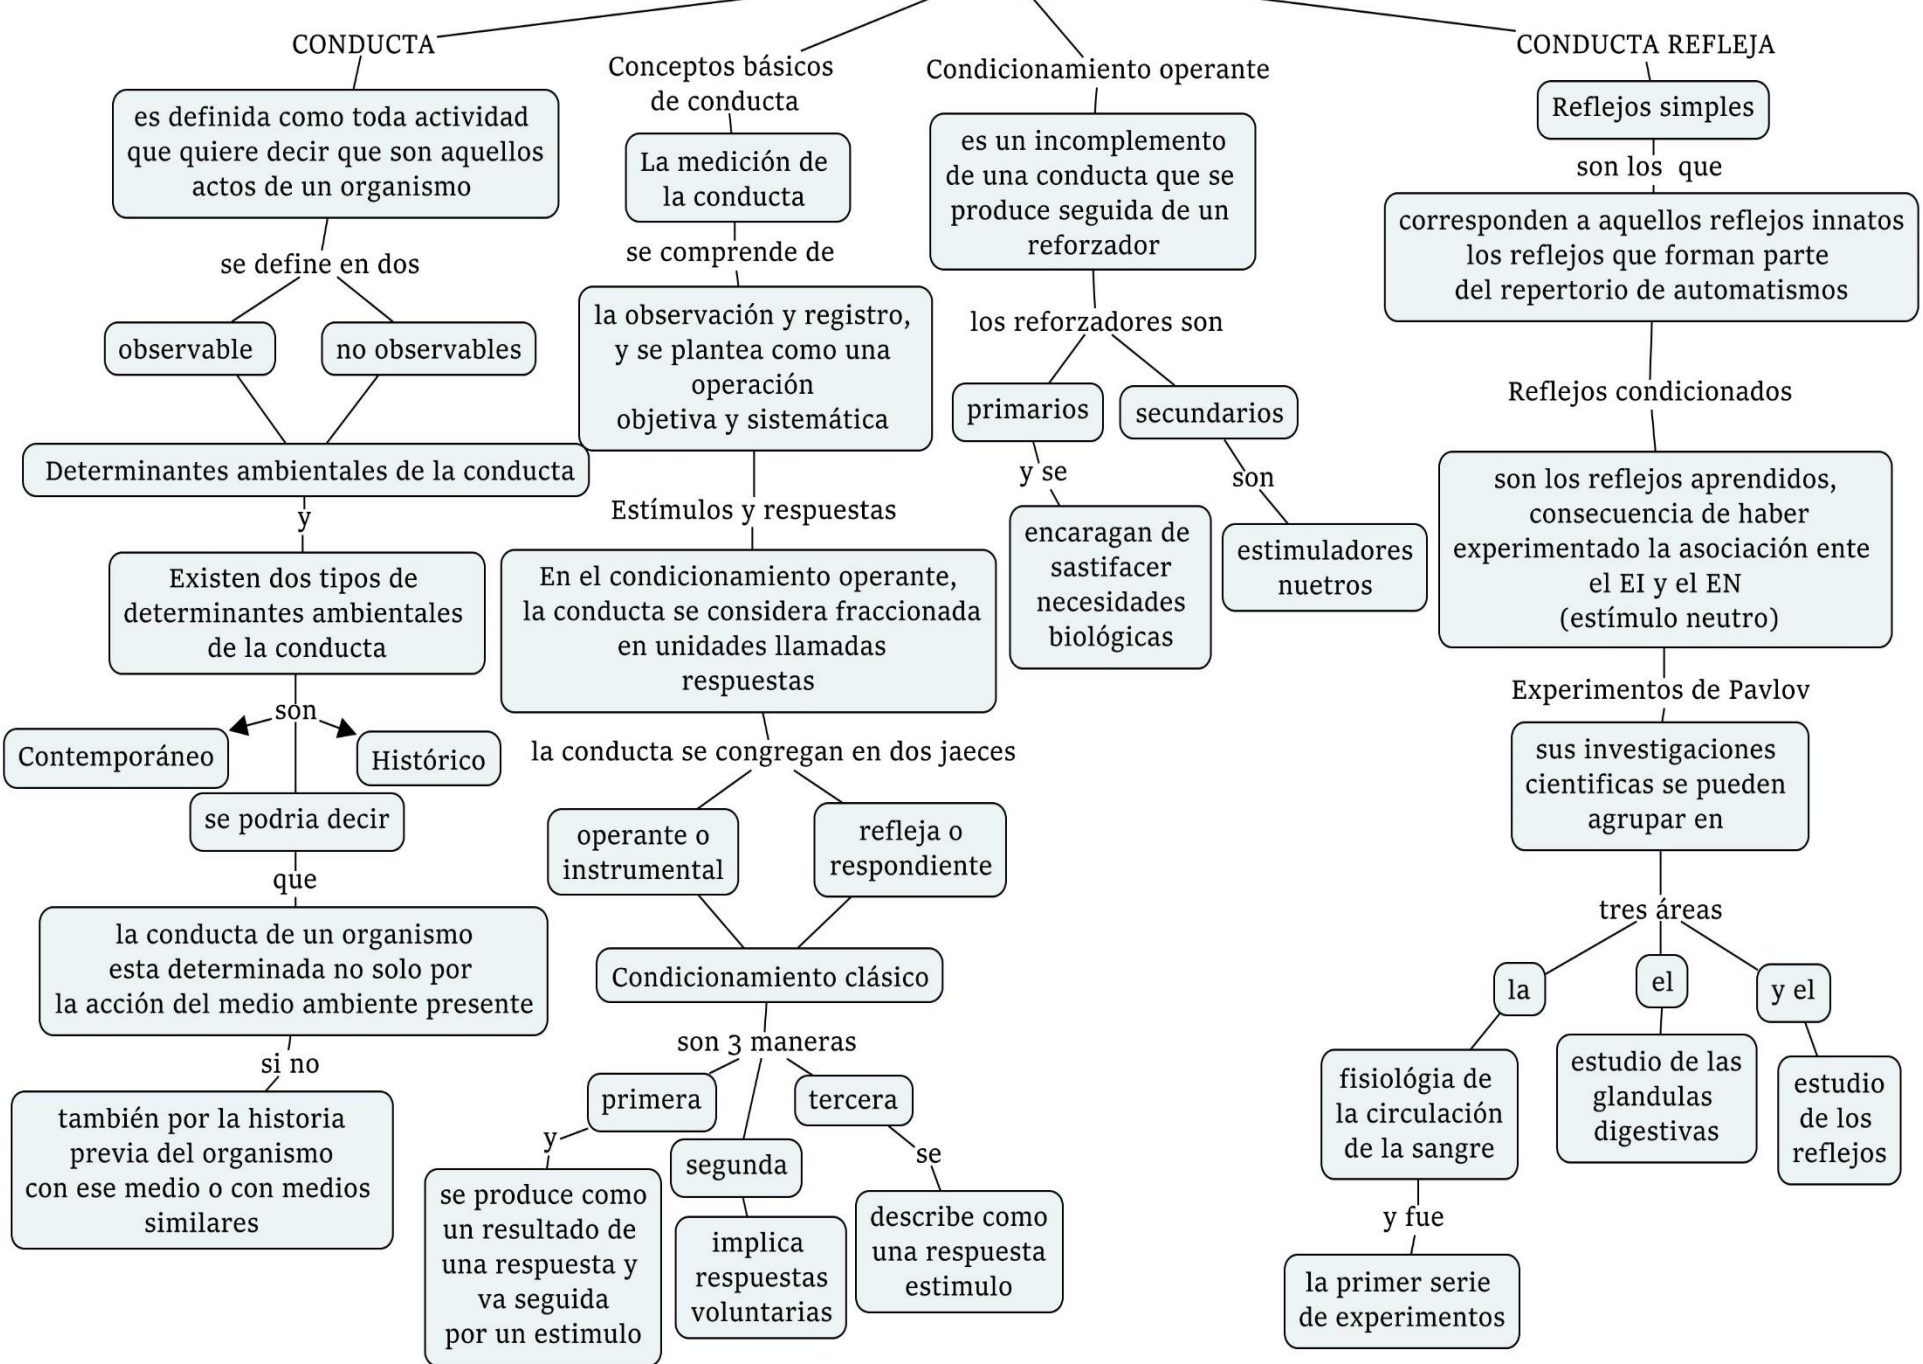 CONDUCTA
es definida como toda actividad
que quiere decir que son aquellos
actos de un organismo
se define en dos
observable
no observables
Determinantes ambientales de la conducta
y
Existen dos tipos de
determinantes ambientales
de la conducta
son
Contemporáneo
Histórico
se podria decir
que
la conducta de un organismo
esta determinada no solo por
la acción del medio ambiente presente
si no
también por la historia
previa del organismo
con ese medio o con medios
similares
Conceptos básicos
de conducta
La medición de
la conducta
se comprende de
la observación y registro,
y se plantea como una
operación
objetiva y sistemática
Estímulos y respuestas
En el condicionamiento operante,
la conducta se considera fraccionada
en unidades llamadas
respuestas
la conducta se congregan en dos jaeces
operante o
instrumental
refleja o
respondiente
Condicionamiento clásico
son 3 maneras
primera
y
se produce como
un resultado de
una respuesta y
va seguida
por un estimulo
segunda
implica
respuestas
voluntarias
tercera
se
describe como
una respuesta
estimulo
Condicionamiento operante
es un incomplemento
de una conducta que se
produce seguida de un
reforzador
los reforzadores son
primarios
y se
encaragan de
sastifacer
necesidades
biológicas
secundarios
son
estimuladores
nuetros
CONDUCTA REFLEJA
Reflejos simples
son los que
corresponden a aquellos reflejos innatos
los reflejos que forman parte
del repertorio de automatismos
Reflejos condicionados
son los reflejos aprendidos,
consecuencia de haber
experimentado la asociación ente
el EI y el EN
(estímulo neutro)
Experimentos de Pavlov
sus investigaciones
cientificas se pueden
agrupar en
tres áreas
la
fisiológia de
la circulación
de la sangre
y fue
la primer serie
de experimentos
el
estudio de las
glandulas
digestivas
y el
estudio
de los
reflejos